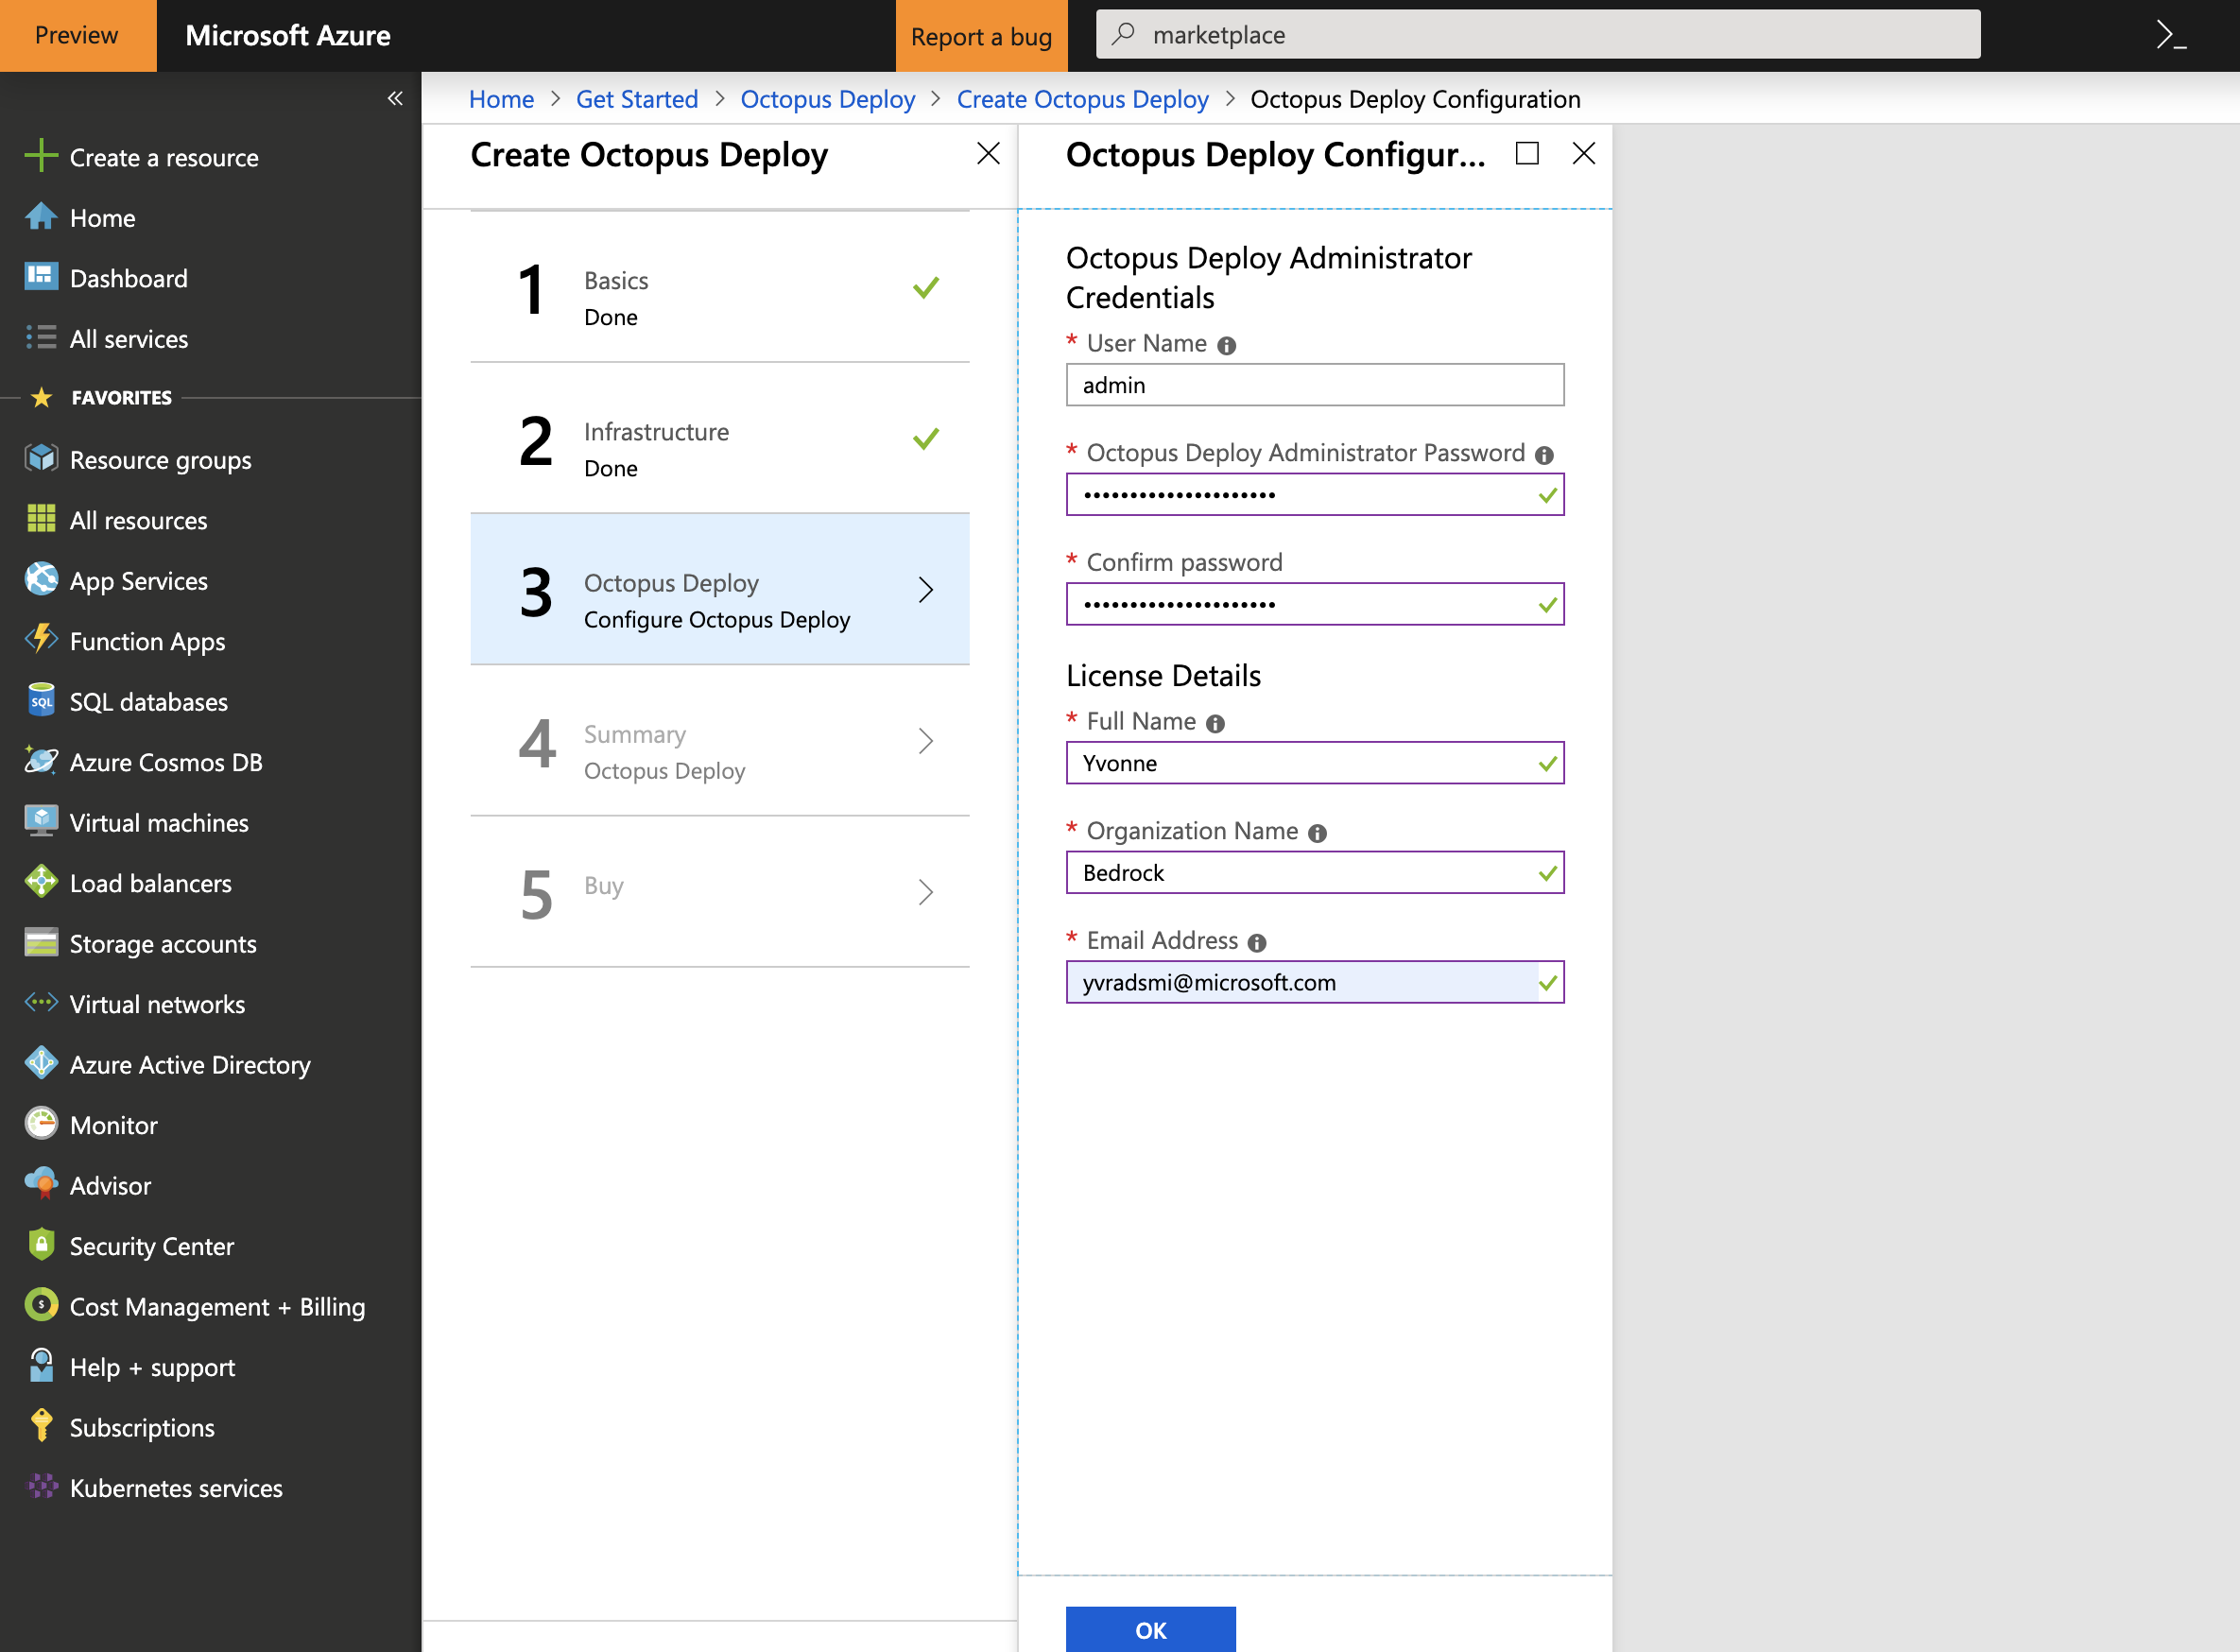 Preview
Microsoft Azure
Report a bug
marketplace
Home > Get Started > Octopus Deploy > Create Octopus Deploy > Octopus Deploy Configuration
Create a resource
Home
Dashboard
All services
FAVORITES
Resource groups
All resources
App Services
Function Apps
SQL databases
Azure Cosmos DB
Virtual machines
Load balancers
Storage accounts
Virtual networks
Azure Active Directory
Monitor
Advisor
Security Center
Cost Management + Billing
Help + support
Subscriptions
Kubernetes services
Create Octopus Deploy
1
Basics
Done
2
Infrastructure
Done
3
Octopus Deploy
Configure Octopus Deploy
4
Summary
Octopus Deploy
5
Buy
Octopus Deploy Configur...
Octopus Deploy Administrator
Credentials
* User Name
admin
* Octopus Deploy Administrator Password
•••••••••••••••••••••
* Confirm password
•••••••••••••••••••••
License Details
* Full Name
Yvonne
* Organization Name
Bedrock
* Email Address
yvradsmi@microsoft.com
OK